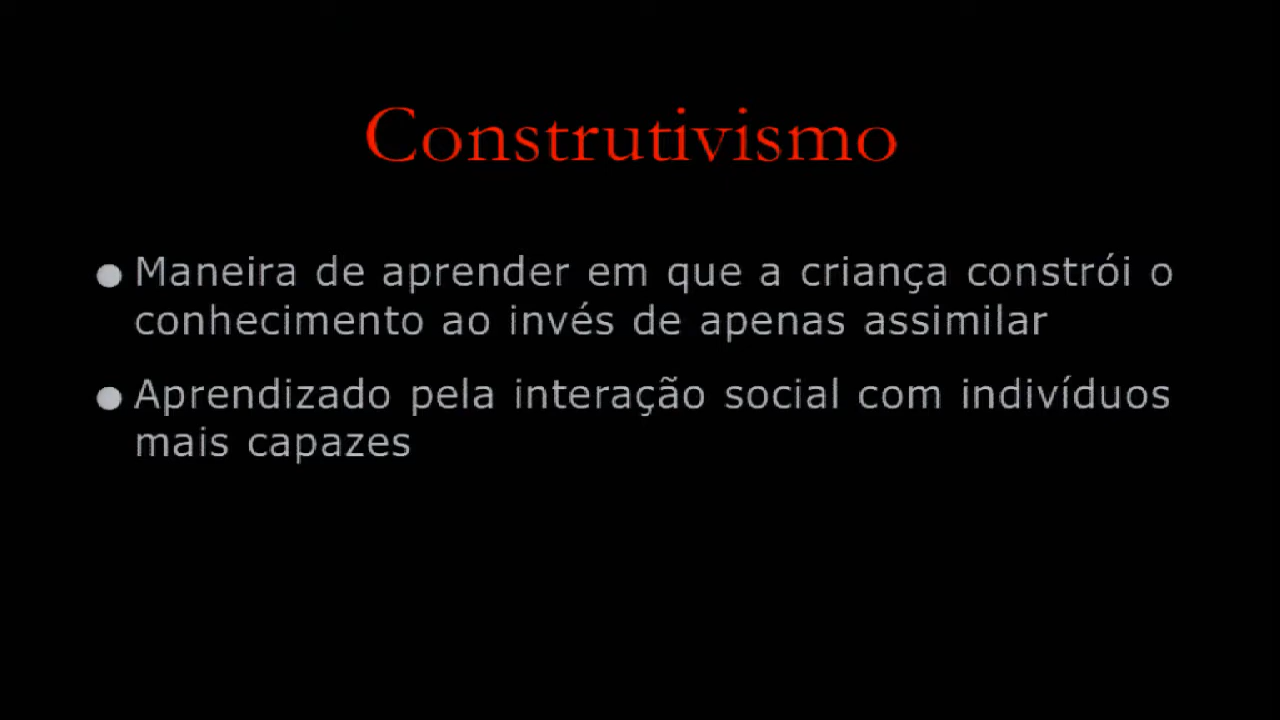 Construtivismo
● Maneira de aprender em que a criança constrói o
conhecimento ao invés de apenas assimilar
● Aprendizado pela interação social com indivíduos
mais capazes